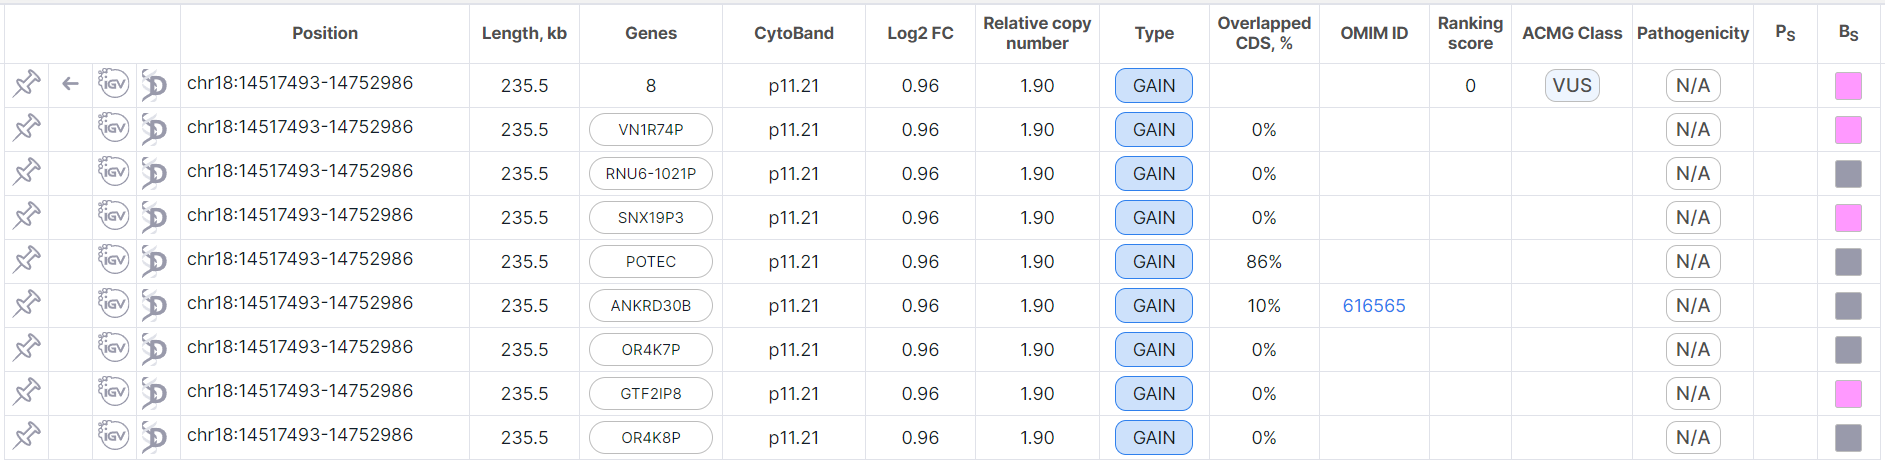 Position Length, kb Genes CytoBand Log2 FC Relative copy number Type Overlapped CDS, % OMIM ID Ranking score ACMG Class Pathogenicity PS BS
iGV D chr18:14517493-14752986 235.5 8 p11.21 0.96 1.90 GAIN 0 VUS N/A
iGV D chr18:14517493-14752986 235.5 VN1R74P p11.21 0.96 1.90 GAIN 0% N/A
iGV D chr18:14517493-14752986 235.5 RNU6-1021P p11.21 0.96 1.90 GAIN 0% N/A
iGV D chr18:14517493-14752986 235.5 SNX19P3 p11.21 0.96 1.90 GAIN 0% N/A
iGV D chr18:14517493-14752986 235.5 POTEC p11.21 0.96 1.90 GAIN 86% N/A
iGV D chr18:14517493-14752986 235.5 ANKRD30B p11.21 0.96 1.90 GAIN 10% 616565 N/A
iGV D chr18:14517493-14752986 235.5 OR4K7P p11.21 0.96 1.90 GAIN 0% N/A
iGV D chr18:14517493-14752986 235.5 GTF2IP8 p11.21 0.96 1.90 GAIN 0% N/A
iGV D chr18:14517493-14752986 235.5 OR4K8P p11.21 0.96 1.90 GAIN 0% N/A